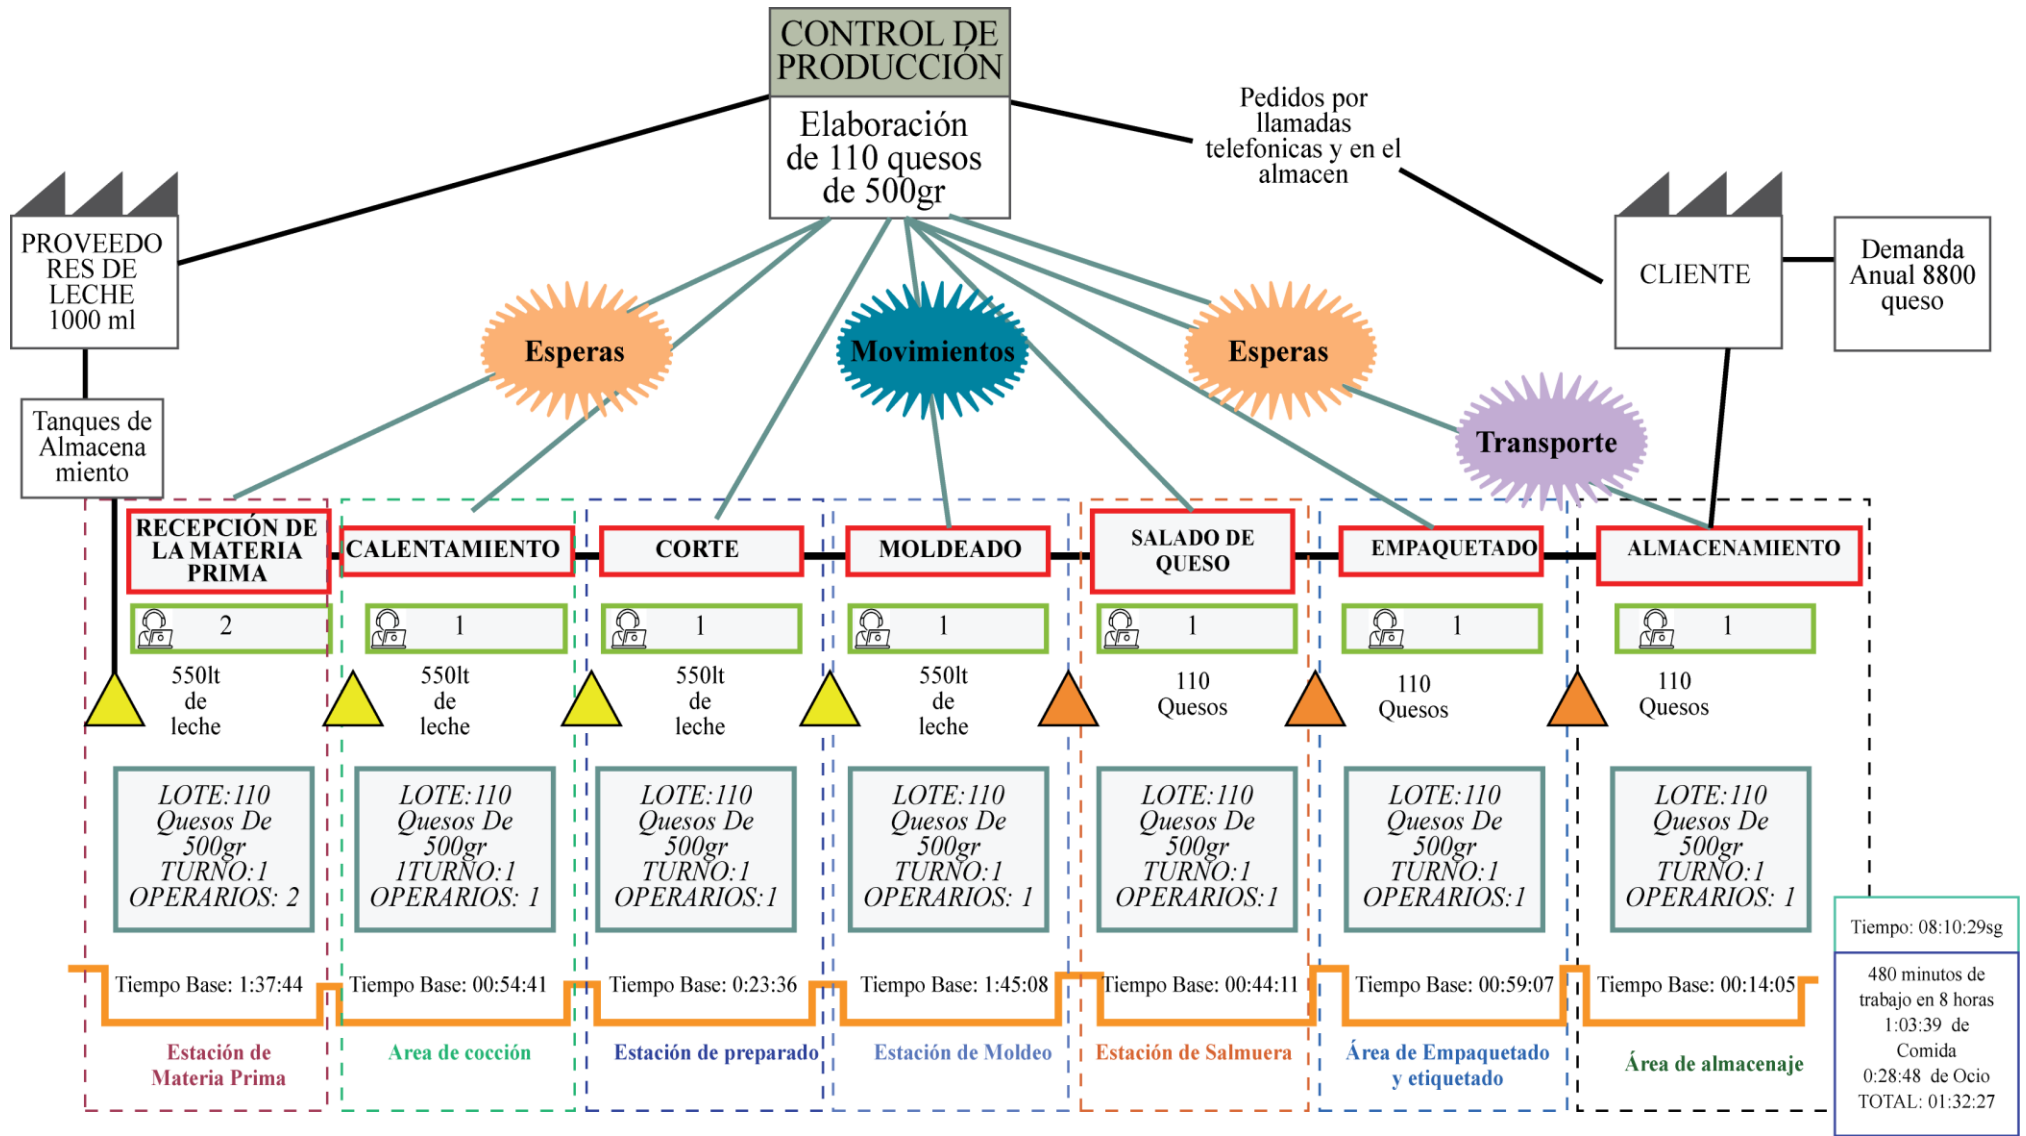 CONTROL DE
PRODUCCIÓN
Elaboración
de 110 quesos
de 500gr
Pedidos por
llamadas
telefonicas y en el
almacen
PROVEEDO
RES DE
LECHE
1000 ml
CLIENTE
Demanda
Anual 8800
queso
Esperas
Movimientos
Esperas
Transporte
Tanques de
Almacena
miento
RECEPCIÓN DE
LA MATERIA
PRIMA
CALENTAMIENTO
CORTE
MOLDEADO
SALADO DE
QUESO
EMPAQUETADO
ALMACENAMIENTO
2
1
1
1
1
1
1
550lt
de
leche
550lt
de
leche
550lt
de
leche
550lt
de
leche
110
Quesos
110
Quesos
110
Quesos
LOTE:110
Quesos De
500gr
TURNO:1
OPERARIOS: 2
LOTE:110
Quesos De
500gr
1TURNO:1
OPERARIOS: 1
LOTE:110
Quesos De
500gr
TURNO:1
OPERARIOS:1
LOTE:110
Quesos De
500gr
TURNO:1
OPERARIOS: 1
LOTE:110
Quesos De
500gr
TURNO:1
OPERARIOS:1
LOTE:110
Quesos De
500gr
TURNO:1
OPERARIOS:1
LOTE:110
Quesos De
500gr
TURNO:1
OPERARIOS: 1
Tiempo Base: 1:37:44
Tiempo Base: 00:54:41
Tiempo Base: 0:23:36
Tiempo Base: 1:45:08
Tiempo Base: 00:44:11
Tiempo Base: 00:59:07
Tiempo Base: 00:14:05
Estación de
Materia Prima
Area de cocción
Estación de preparado
Estación de Moldeo
Estación de Salmuera
Área de Empaquetado
y etiquetado
Área de almacenaje
Tiempo: 08:10:29sg
480 minutos de
trabajo en 8 horas
1:03:39 de
Comida
0:28:48 de Ocio
TOTAL: 01:32:27